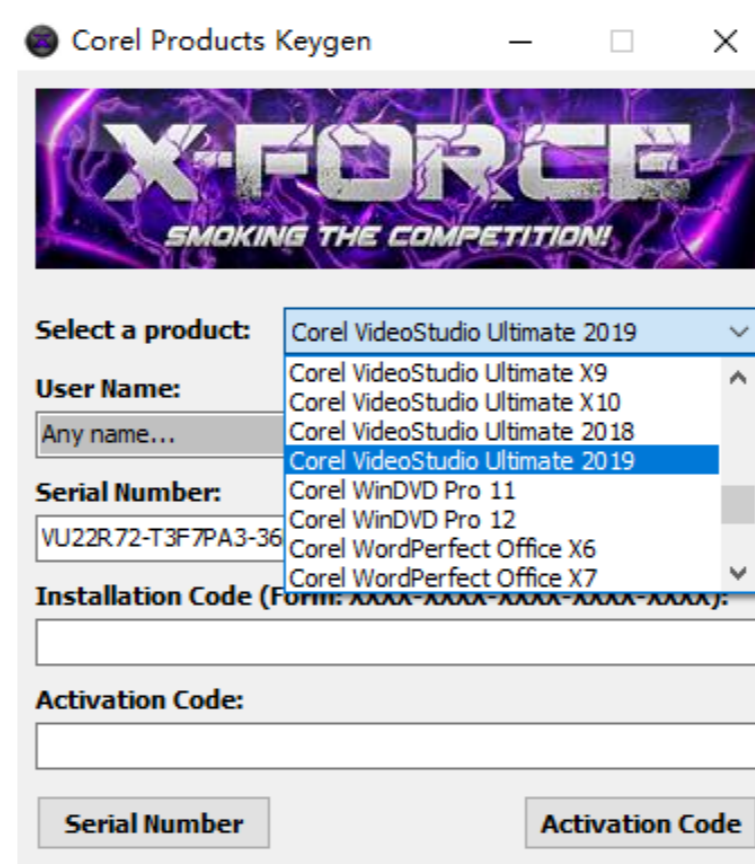 Corel Products Keygen
X-FORCE
SMOKING THE COMPETITION!
Select a product:
Corel VideoStudio Ultimate 2019
Corel VideoStudio Ultimate X9
Corel VideoStudio Ultimate X10
Corel VideoStudio Ultimate 2018
Corel VideoStudio Ultimate 2019
Corel WinDVD Pro 11
Corel WinDVD Pro 12
Corel WordPerfect Office X6
Corel WordPerfect Office X7
User Name:
Any name...
Serial Number:
VU22R72-T3F7PA3-36
Installation Code (Form: XXXX-XXXX-XXXX-XXXX-XXXX):
Activation Code:
Serial Number
Activation Code